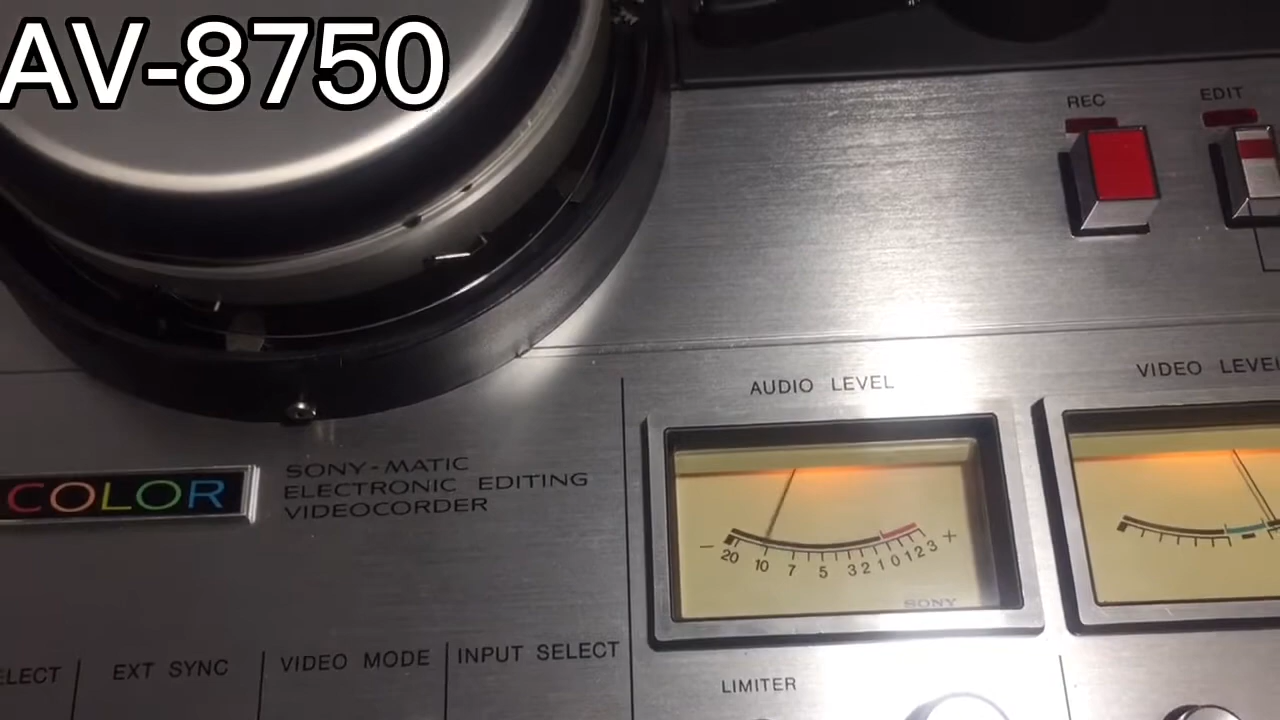 AV-8750
REC
EDIT
AUDIO LEVEL
VIDEO LEVEL
COLOR
SONY-MATIC
ELECTRONIC EDITING
VIDEOCORDER
− 20 10 7 5 3 2 1 0 1 2 3 +
SONY
EXT SYNC
VIDEO MODE
INPUT SELECT
LIMITER